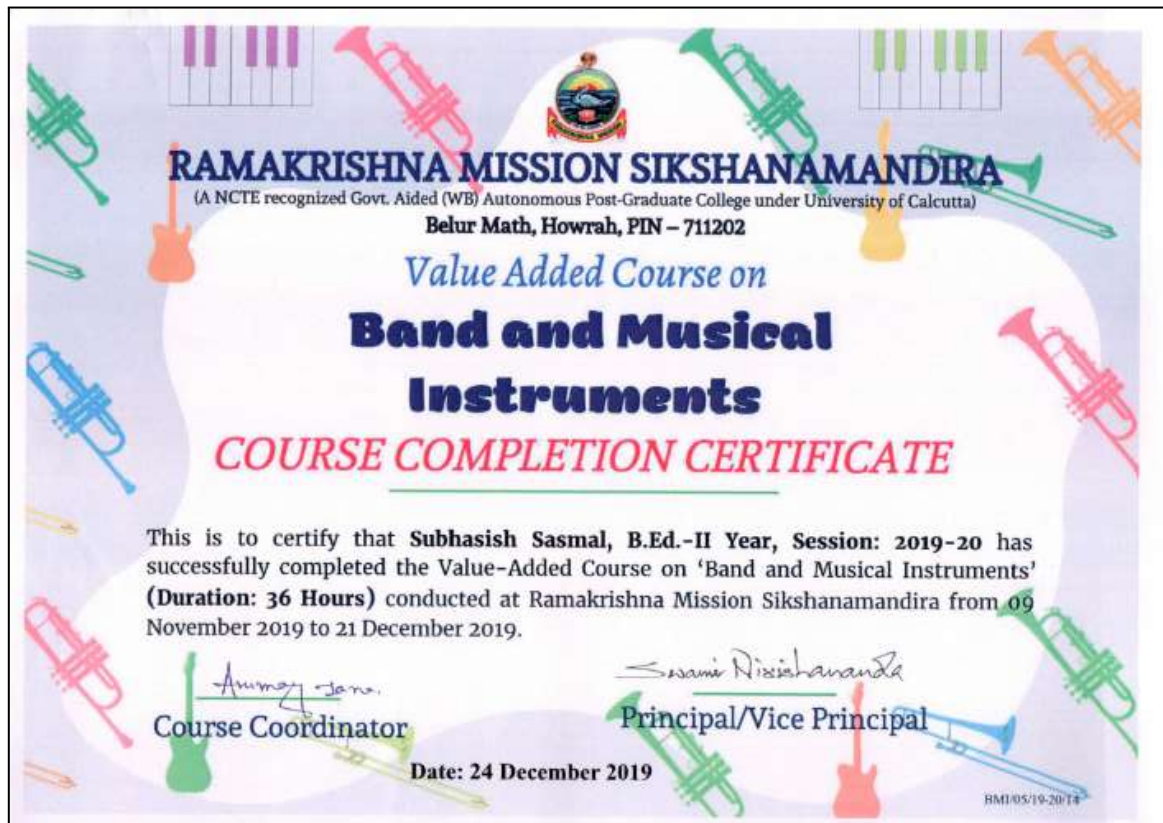 RAMAKRISHNA MISSION SIKSHANAMANDIRA
(A NCTE recognized Govt. Aided (WB) Autonomous Post-Graduate College under University of Calcutta)
Belur Math, Howrah, PIN – 711202
Value Added Course on
Band and Musical
Instruments
COURSE COMPLETION CERTIFICATE
This is to certify that Subhasish Sasmal, B.Ed.-II Year, Session: 2019-20 has
successfully completed the Value-Added Course on ‘Band and Musical Instruments’
(Duration: 36 Hours) conducted at Ramakrishna Mission Sikshanamandira from 09
November 2019 to 21 December 2019.
Jana.
Swami
Course Coordinator
Principal/Vice Principal
Date: 24 December 2019
BMI/05/19-20/14